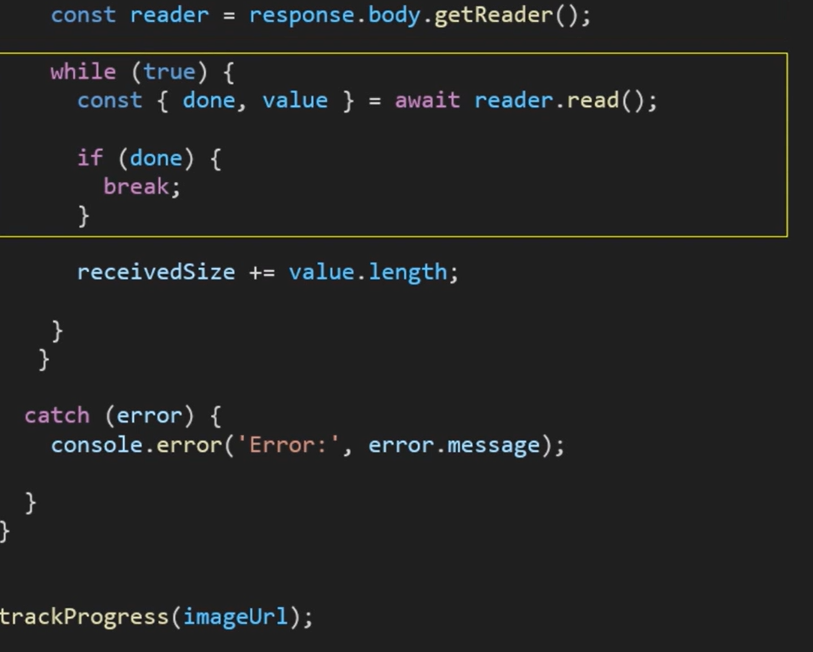 const reader = response.body.getReader();
while (true) {
const { done, value } = await reader.read();
if (done) {
break;
}
receivedSize += value.length;
}
}
catch (error) {
console.error('Error:', error.message);
}
}
trackProgress(imageUrl);